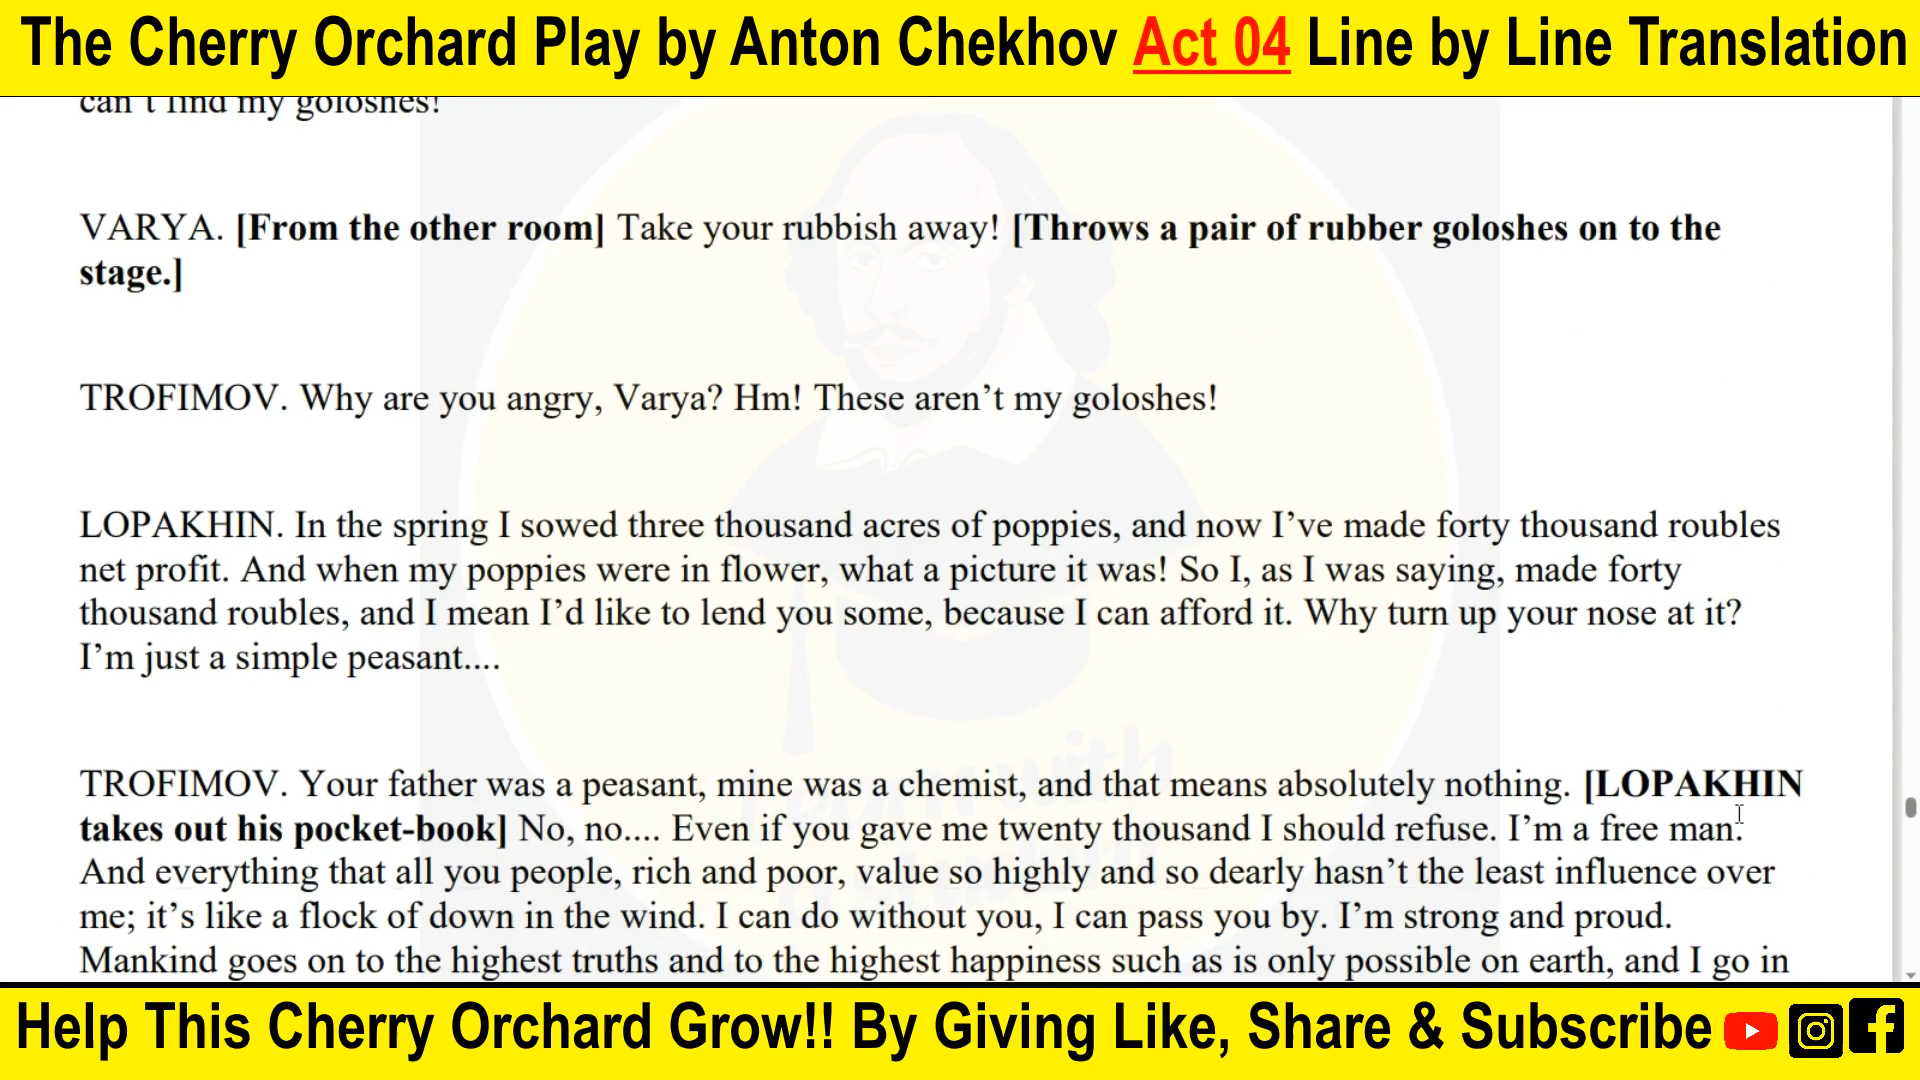 The Cherry Orchard Play by Anton Chekhov Act 04 Line by Line Translation
can't find my goloshes!
VARYA. [From the other room] Take your rubbish away! [Throws a pair of rubber goloshes on to the
stage.]
TROFIMOV. Why are you angry, Varya? Hm! These aren't my goloshes!
LOPAKHIN. In the spring I sowed three thousand acres of poppies, and now I've made forty thousand roubles
net profit. And when my poppies were in flower, what a picture it was! So I, as I was saying, made forty
thousand roubles, and I mean I'd like to lend you some, because I can afford it. Why turn up your nose at it?
I'm just a simple peasant....
TROFIMOV. Your father was a peasant, mine was a chemist, and that means absolutely nothing. [LOPAKHIN
takes out his pocket-book] No, no.... Even if you gave me twenty thousand I should refuse. I'm a free man.
And everything that all you people, rich and poor, value so highly and so dearly hasn't the least influence over
me; it's like a flock of down in the wind. I can do without you, I can pass you by. I'm strong and proud.
Mankind goes on to the highest truths and to the highest happiness such as is only possible on earth, and I go in
Help This Cherry Orchard Grow!! By Giving Like, Share & Subscribe